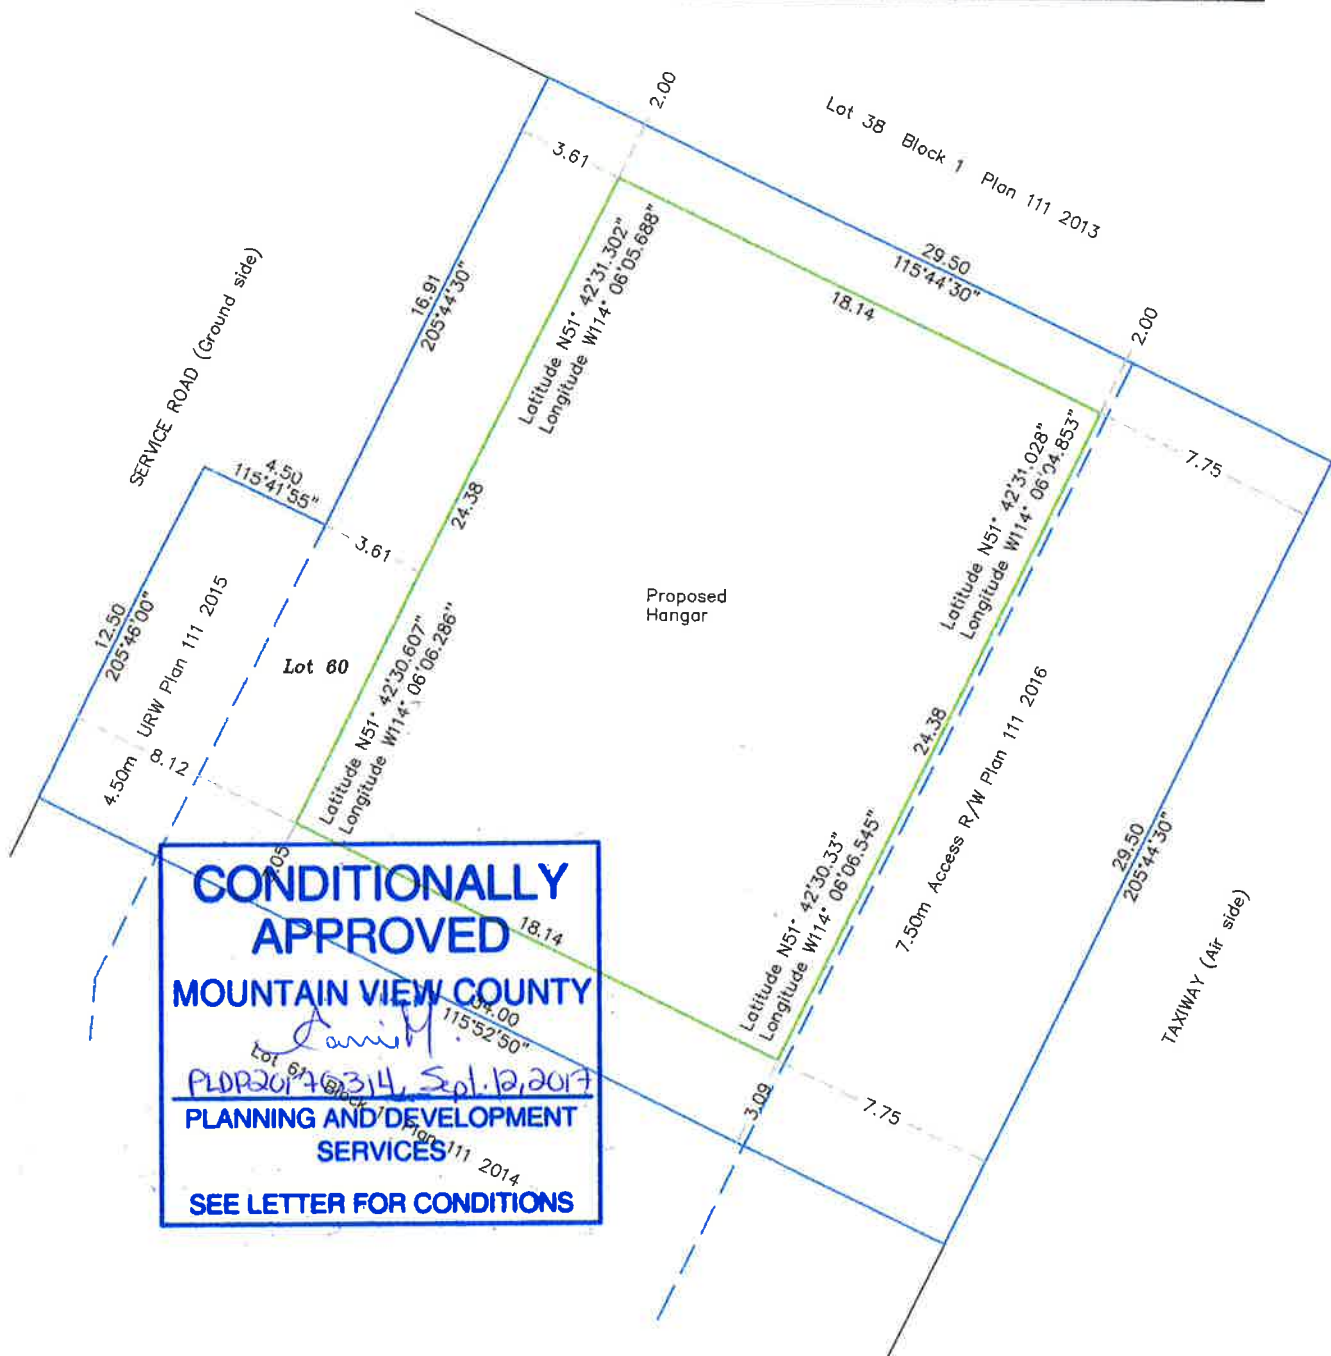 2.00
Lot 38 Block 1 Plan 111 2013
3.61
29.50
115°44'30"
18.14
2.00
16.91
205°44'30"
SERVICE ROAD (Ground side)
Latitude N51° 42'31.302"
Longitude W114° 06'05.688"
7.75
4.50
115°41'55"
24.38
3.61
Latitude N51° 42'31.028"
Longitude W114° 06'04.853"
Proposed
Hangar
12.50
205°46'00"
4.50m URW Plan 111 2015
Lot 60
8.12
Latitude N51° 42'30.607"
Longitude W114° 06'06.286"
24.38
7.50m Access R/W Plan 111 2016
29.50
205°44'30"
TAXIWAY (Air side)
Latitude N51° 42'30.33"
Longitude W114° 06'06.545"
18.14
3.09
7.75
115°52'50"
Lot 61 Block 1 Plan 111 2014
CONDITIONALLY
APPROVED
MOUNTAIN VIEW COUNTY
PLDP20170314, Sept. 12, 2017
PLANNING AND DEVELOPMENT
SERVICES
SEE LETTER FOR CONDITIONS